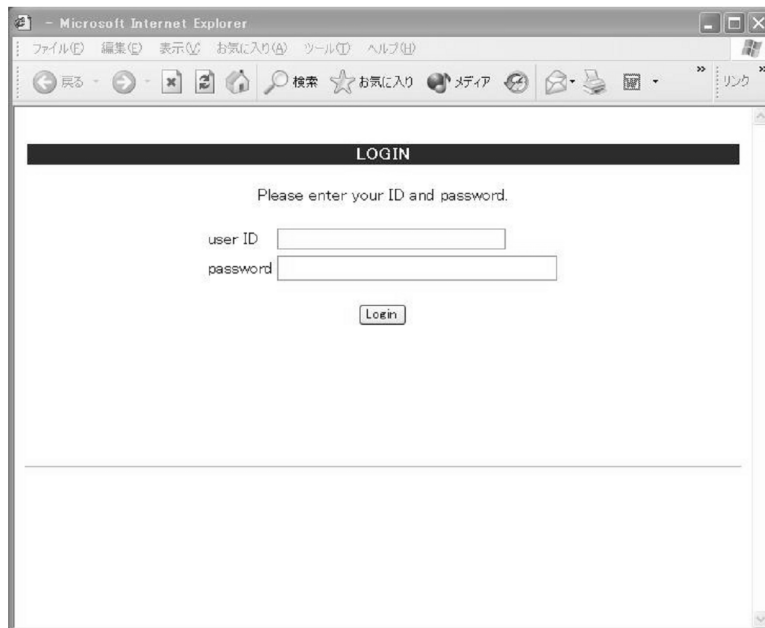 - Microsoft Internet Explorer
ファイル(F) 編集(E) 表示(V) お気に入り(A) ツール(T) ヘルプ(H)
戻る 検索 お気に入り メディア » リンク »
LOGIN
Please enter your ID and password.
user ID
password
Login